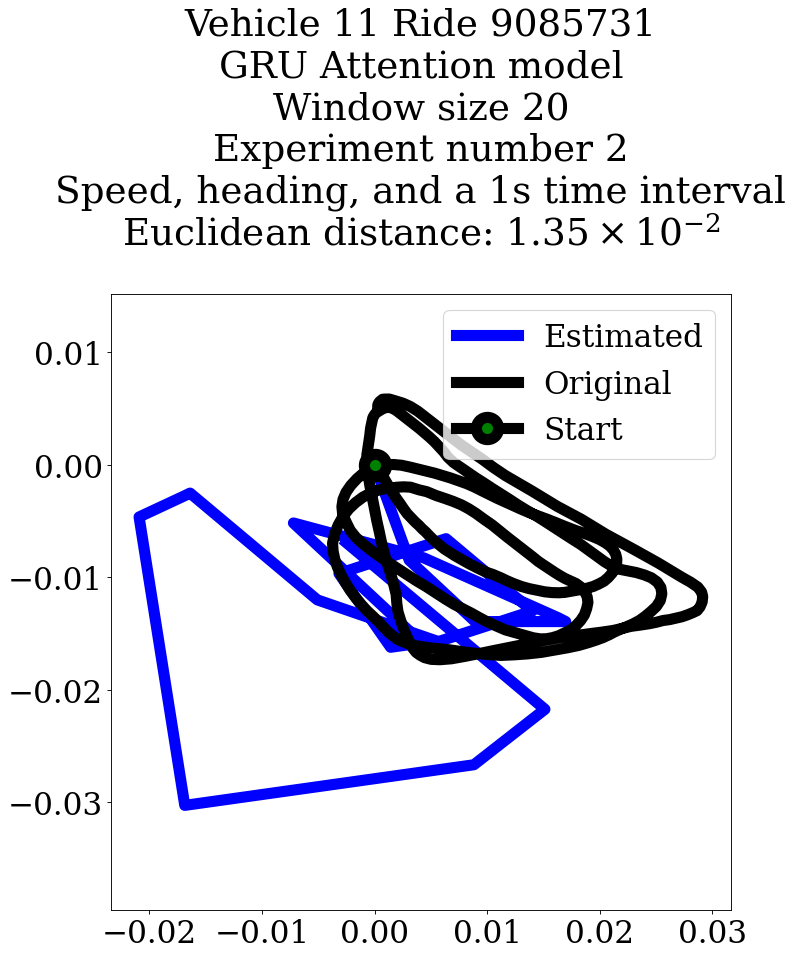 Vehicle 11 Ride 9085731
GRU Attention model
Window size 20
Experiment number 2
Speed, heading, and a 1s time interval
Euclidean distance: 1.35 × 10⁻²
Estimated
Original
Start
0.01
0.00
−0.01
−0.02
−0.03
−0.02 −0.01 0.00 0.01 0.02 0.03